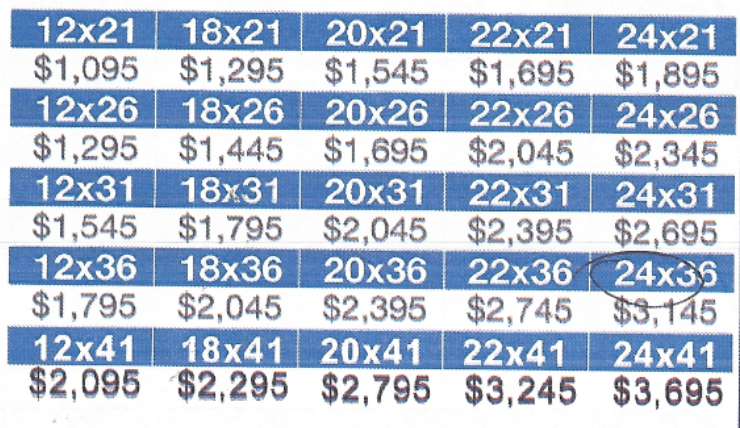 12x21 18x21 20x21 22x21 24x21
$1,095 $1,295 $1,545 $1,695 $1,895
12x26 18x26 20x26 22x26 24x26
$1,295 $1,445 $1,695 $2,045 $2,345
12x31 18x31 20x31 22x31 24x31
$1,545 $1,795 $2,045 $2,395 $2,695
12x36 18x36 20x36 22x36 24x36
$1,795 $2,045 $2,395 $2,745 $3,145
12x41 18x41 20x41 22x41 24x41
$2,095 $2,295 $2,795 $3,245 $3,695